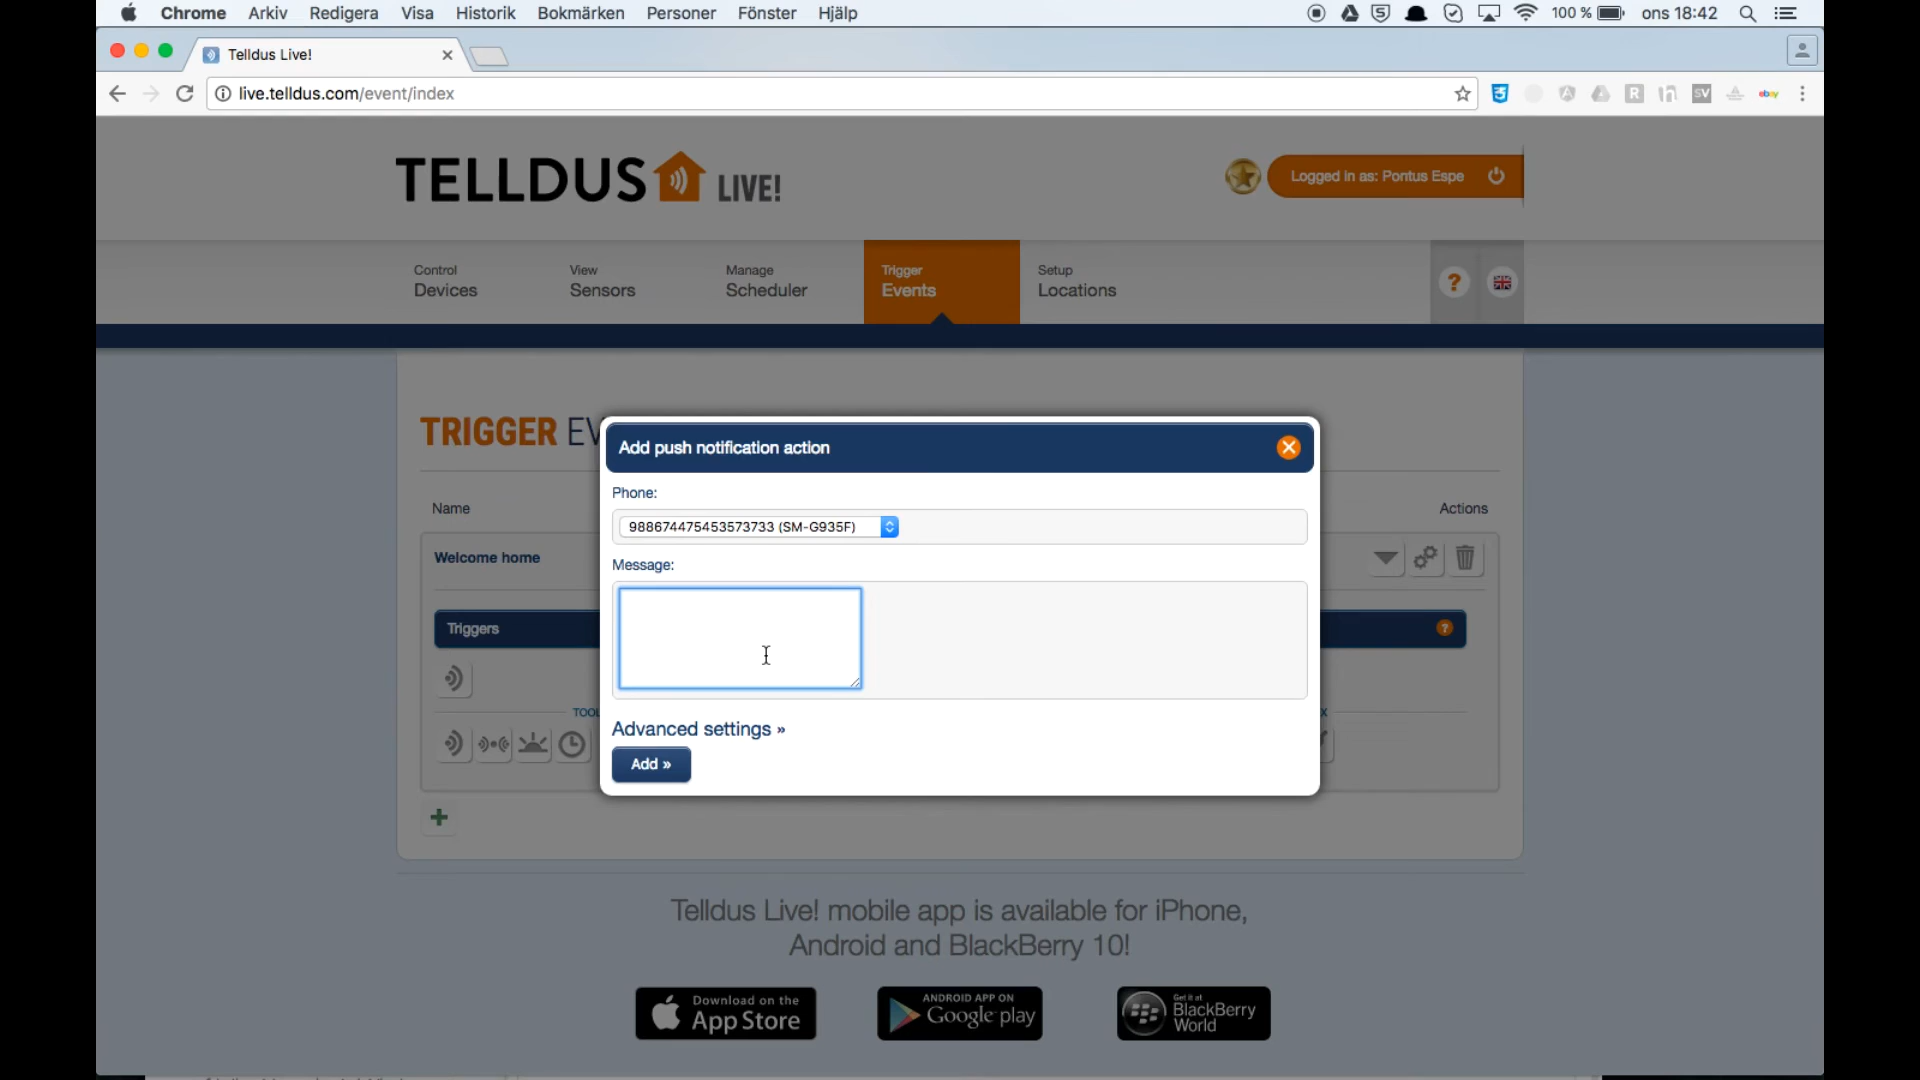 Chrome Arkiv Redigera Visa Historik Bokmärken Personer Fönster Hjälp 100 % ons 18:42
Telldus Live!
live.telldus.com/event/index
TELLDUS LIVE!
Logged in as: Pontus Espe
Control
Devices
View
Sensors
Manage
Scheduler
Trigger
Events
Setup
Locations
?
TRIGGER EV
Add push notification action
Phone:
Name
Actions
988674475453573733 (SM-G935F)
Welcome home
Message:
Triggers
?
TOOL
X
Advanced settings »
Add »
Telldus Live! mobile app is available for iPhone,
Android and BlackBerry 10!
Download on the
App Store
ANDROID APP ON
Google play
Get it at
BlackBerry
World